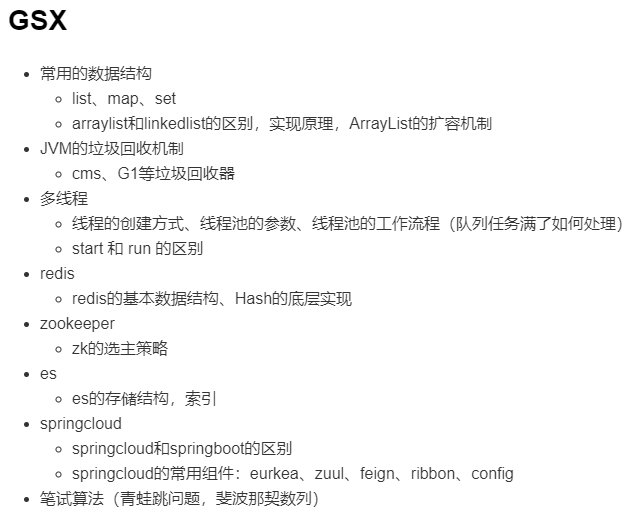 GSX
常用的数据结构
list、map、set
arraylist和linkedlist的区别，实现原理，ArrayList的扩容机制
JVM的垃圾回收机制
cms、G1等垃圾回收器
多线程
线程的创建方式、线程池的参数、线程池的工作流程（队列任务满了如何处理）
start 和 run 的区别
redis
redis的基本数据结构、Hash的底层实现
zookeeper
zk的选主策略
es
es的存储结构，索引
springcloud
springcloud和springboot的区别
springcloud的常用组件：eurkea、zuul、feign、ribbon、config
笔试算法（青蛙跳问题，斐波那契数列）